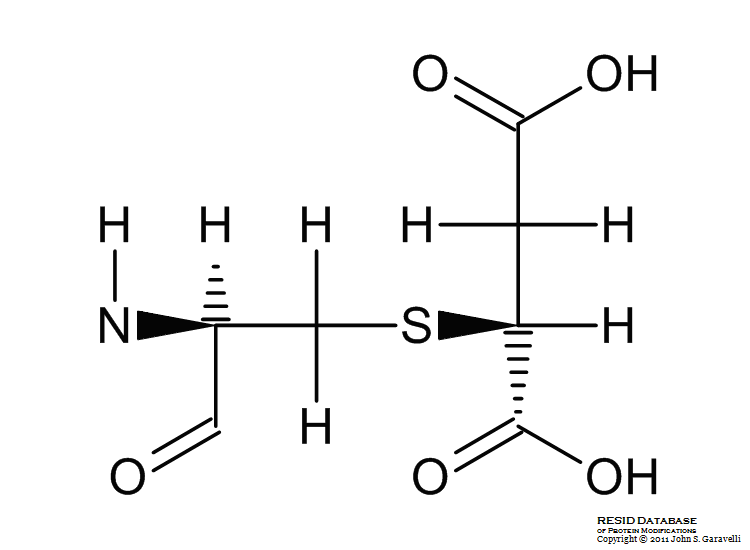 O OH
H H H H H
N S H
H
O O OH
RESID DATABASE
OF PROTEIN MODIFICATIONS
Copyright © 2011 John S. Garavelli